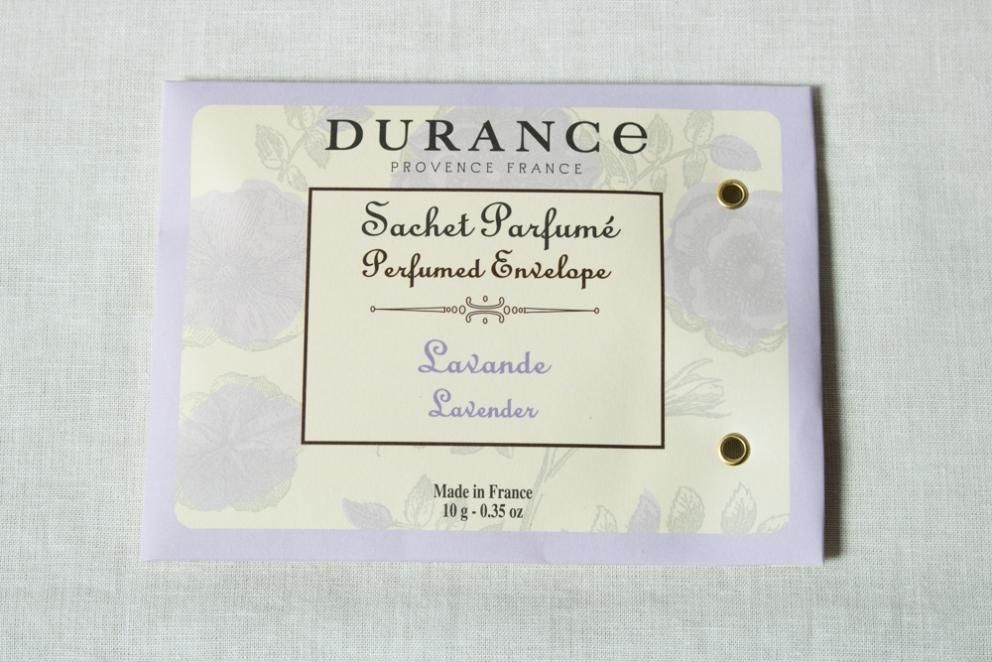 DURANCE
PROVENCE FRANCE
Sachet Parfumé
Perfumed Envelope
Lavande
Lavender
Made in France
10 g - 0.35 oz